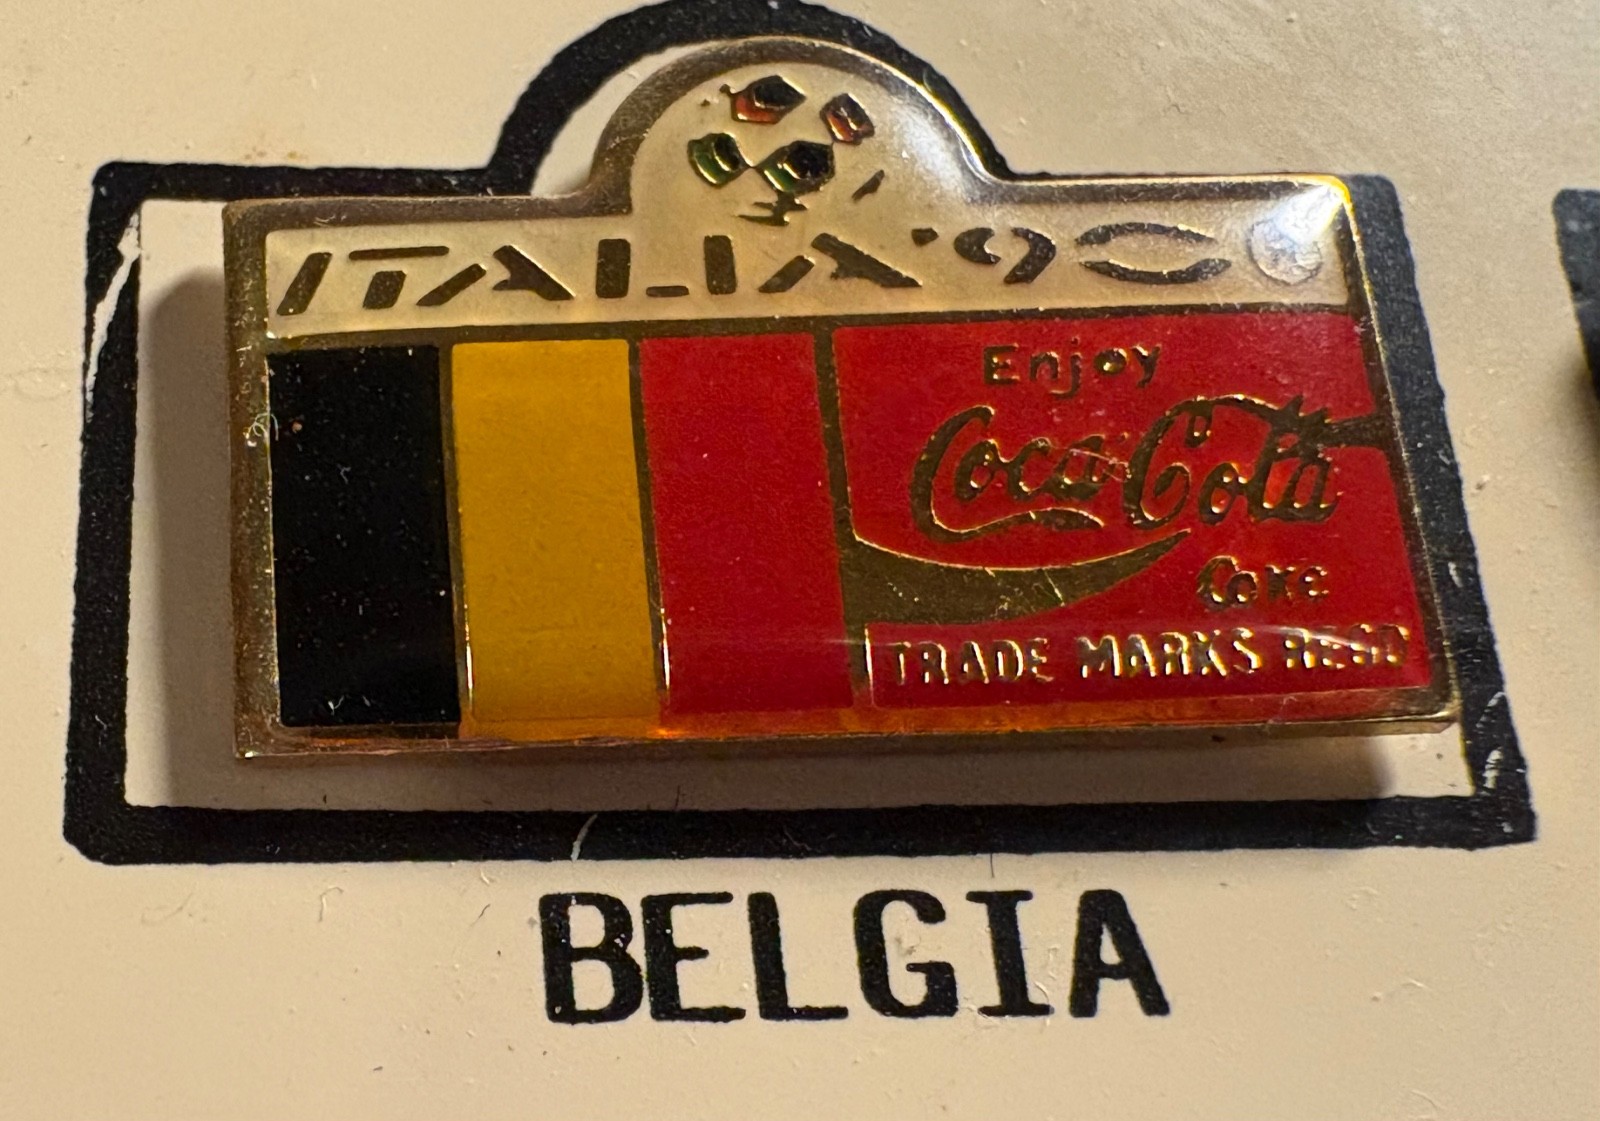 ITALIA '90
Enjoy
Coca-Cola
Coke
TRADE MARKS REGD
BELGIA